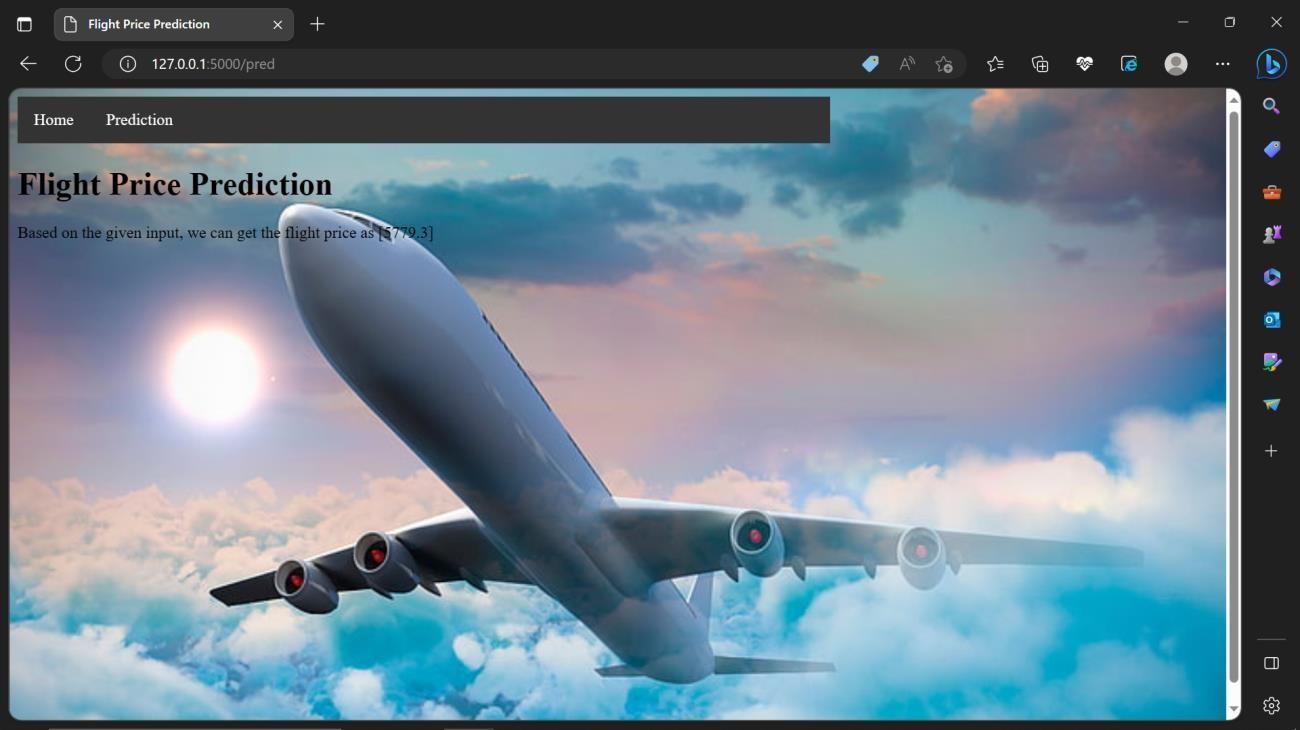 Flight Price Prediction
127.0.0.1:5000/pred
Home Prediction
Flight Price Prediction
Based on the given input, we can get the flight price as [5779.3]